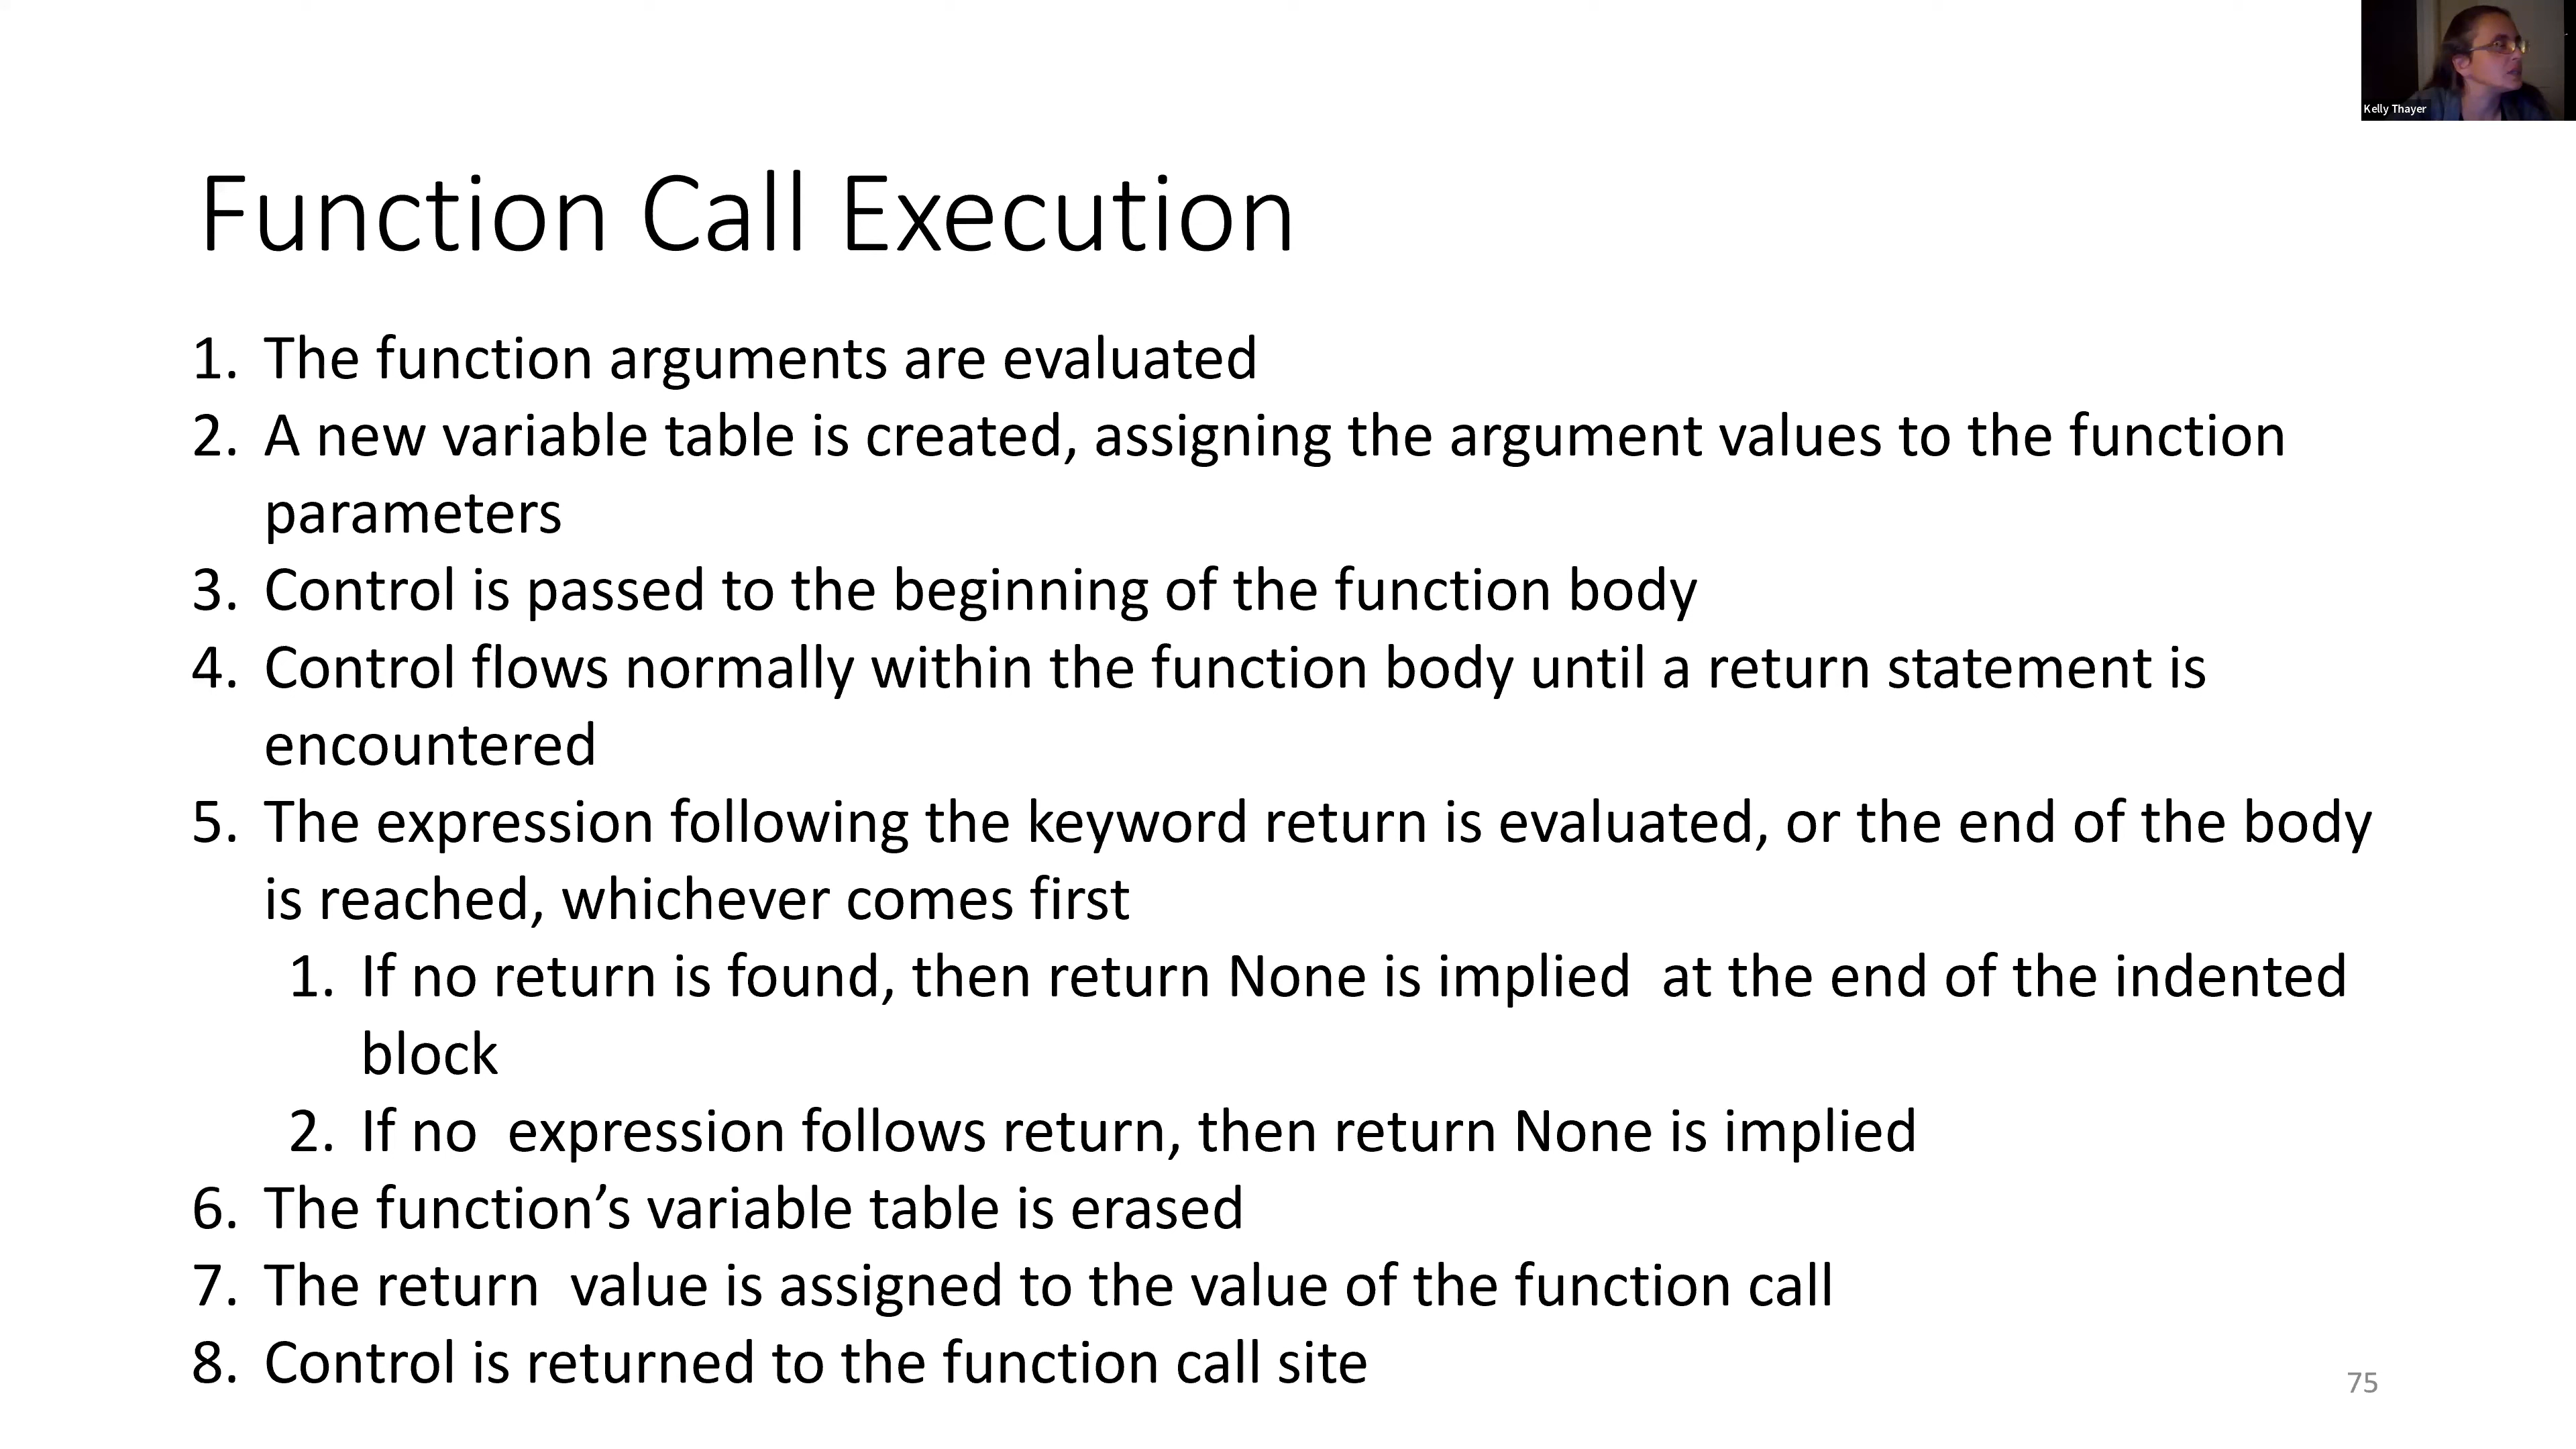 Kelly Thayer
Function Call Execution
1. The function arguments are evaluated
2. A new variable table is created, assigning the argument values to the function
parameters
3. Control is passed to the beginning of the function body
4. Control flows normally within the function body until a return statement is
encountered
5. The expression following the keyword return is evaluated, or the end of the body
is reached, whichever comes first
1. If no return is found, then return None is implied  at the end of the indented
block
2. If no  expression follows return, then return None is implied
6. The function’s variable table is erased
7. The return  value is assigned to the value of the function call
8. Control is returned to the function call site
75